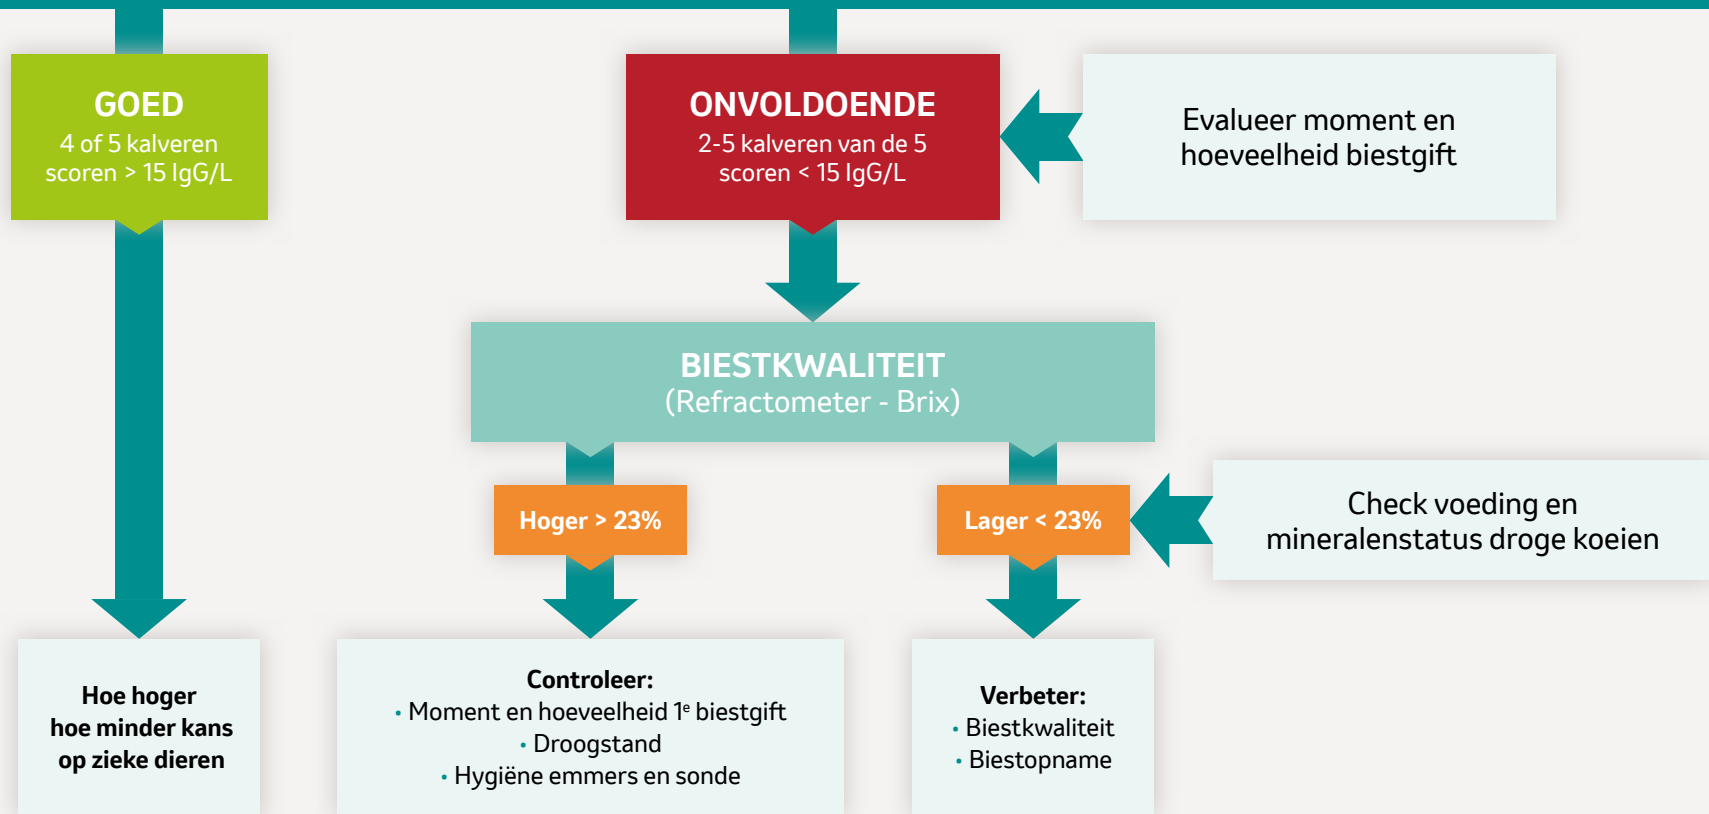 GOED
4 of 5 kalveren
scoren > 15 IgG/L
ONVOLDOENDE
2-5 kalveren van de 5
scoren < 15 IgG/L
Evalueer moment en
hoeveelheid biestgift
BIESTKWALITEIT
(Refractometer - Brix)
Hoger > 23%
Lager < 23%
Check voeding en
mineralenstatus droge koeien
Hoe hoger
hoe minder kans
op zieke dieren
Controleer:
• Moment en hoeveelheid 1ᵉ biestgift
• Droogstand
• Hygiëne emmers en sonde
Verbeter:
• Biestkwaliteit
• Biestopname